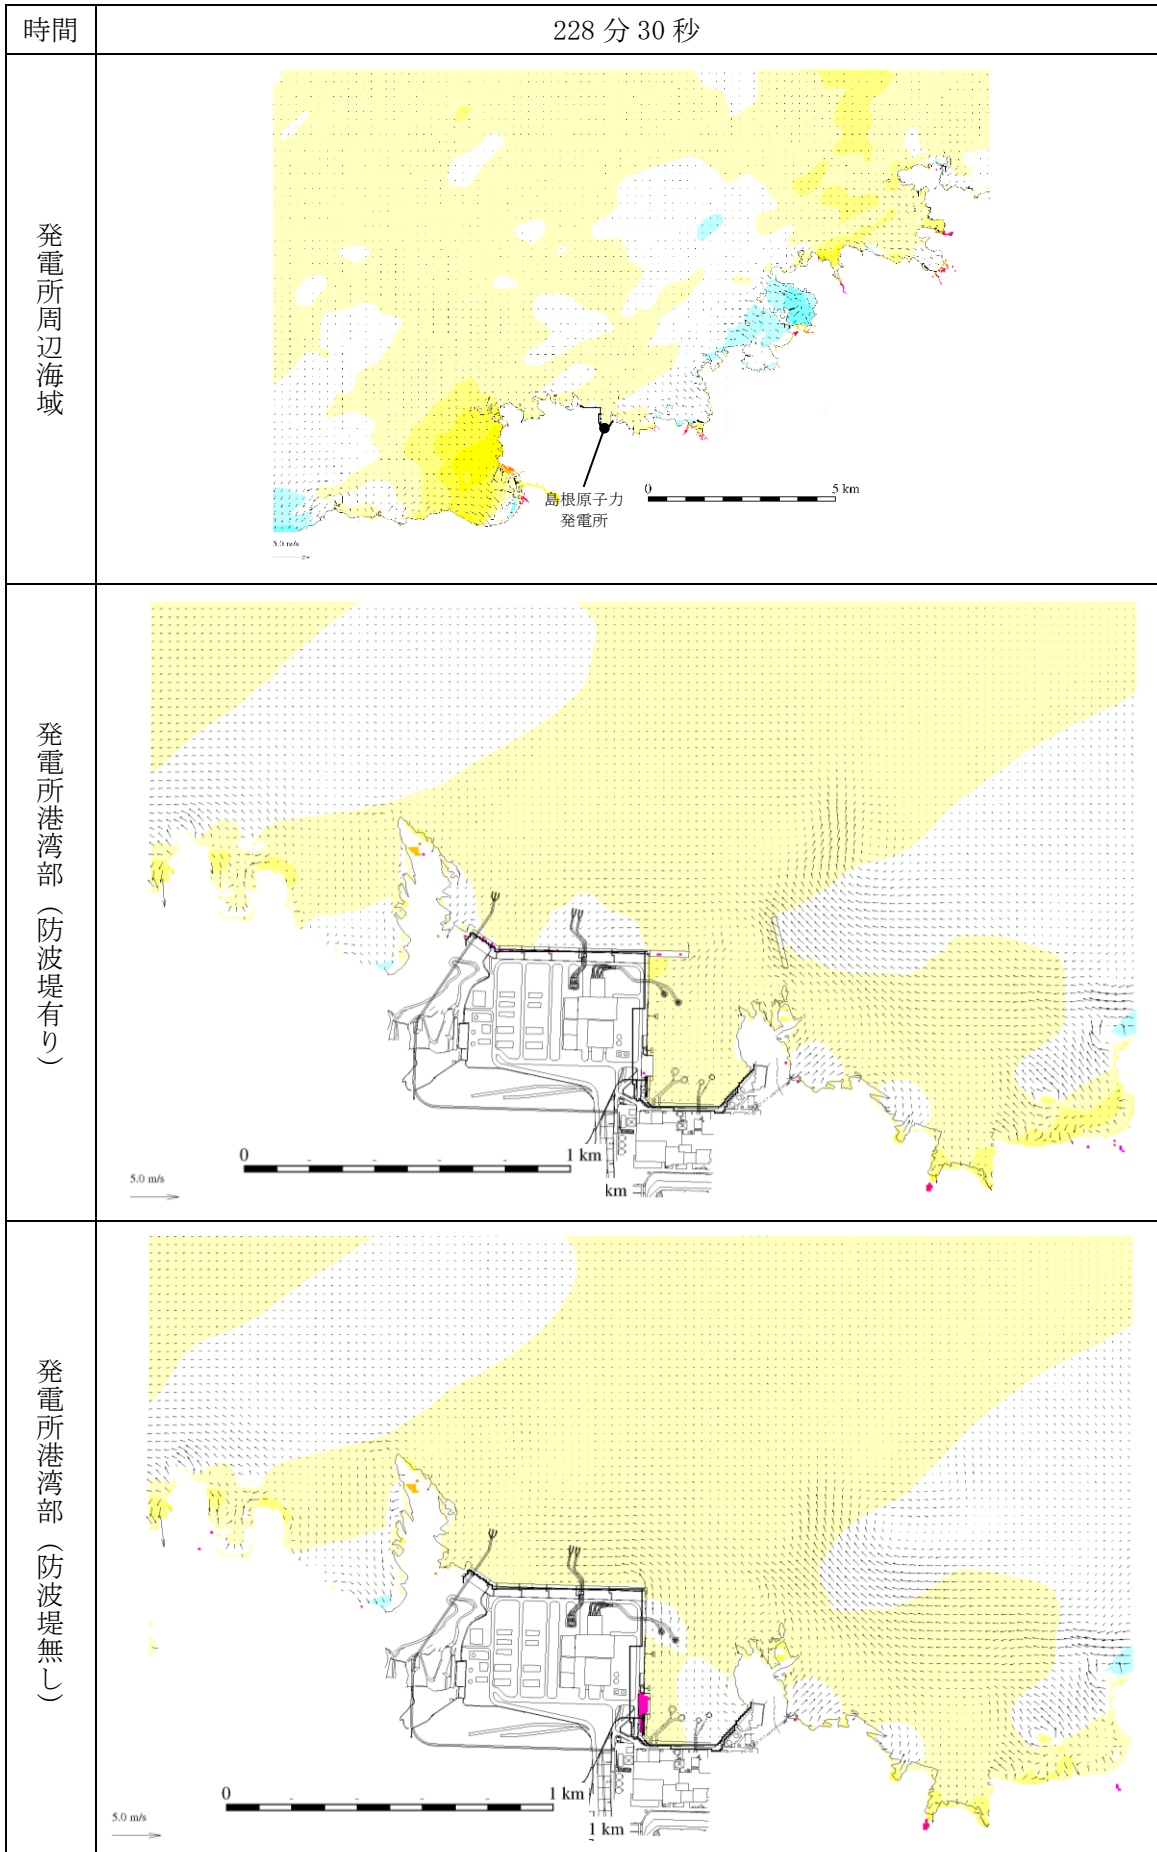 時間
228 分 30 秒
発電所周辺海域
島根原子力
発電所
0
5 km
5.0 m/s
発電所港湾部（防波堤有り）
0
1 km
5.0 m/s
km
発電所港湾部（防波堤無し）
0
1 km
5.0 m/s
1 km